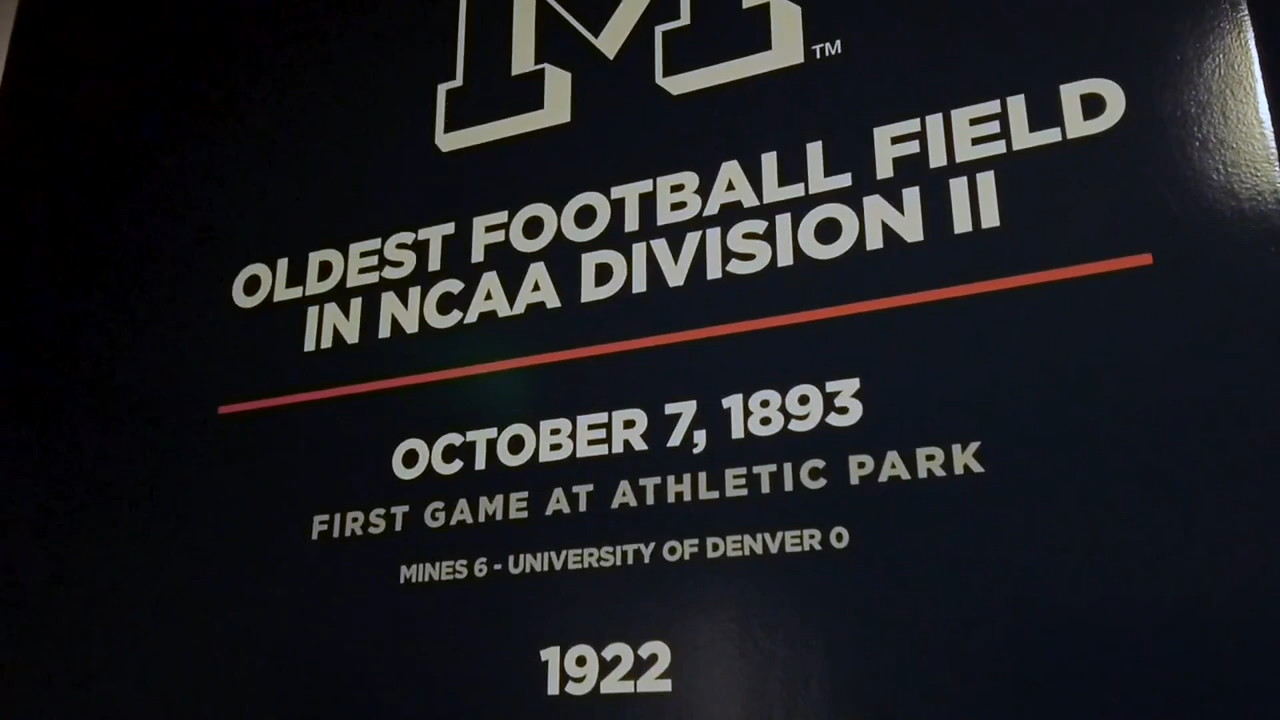 M™
OLDEST FOOTBALL FIELD
IN NCAA DIVISION II
OCTOBER 7, 1893
FIRST GAME AT ATHLETIC PARK
MINES 6 - UNIVERSITY OF DENVER 0
1922